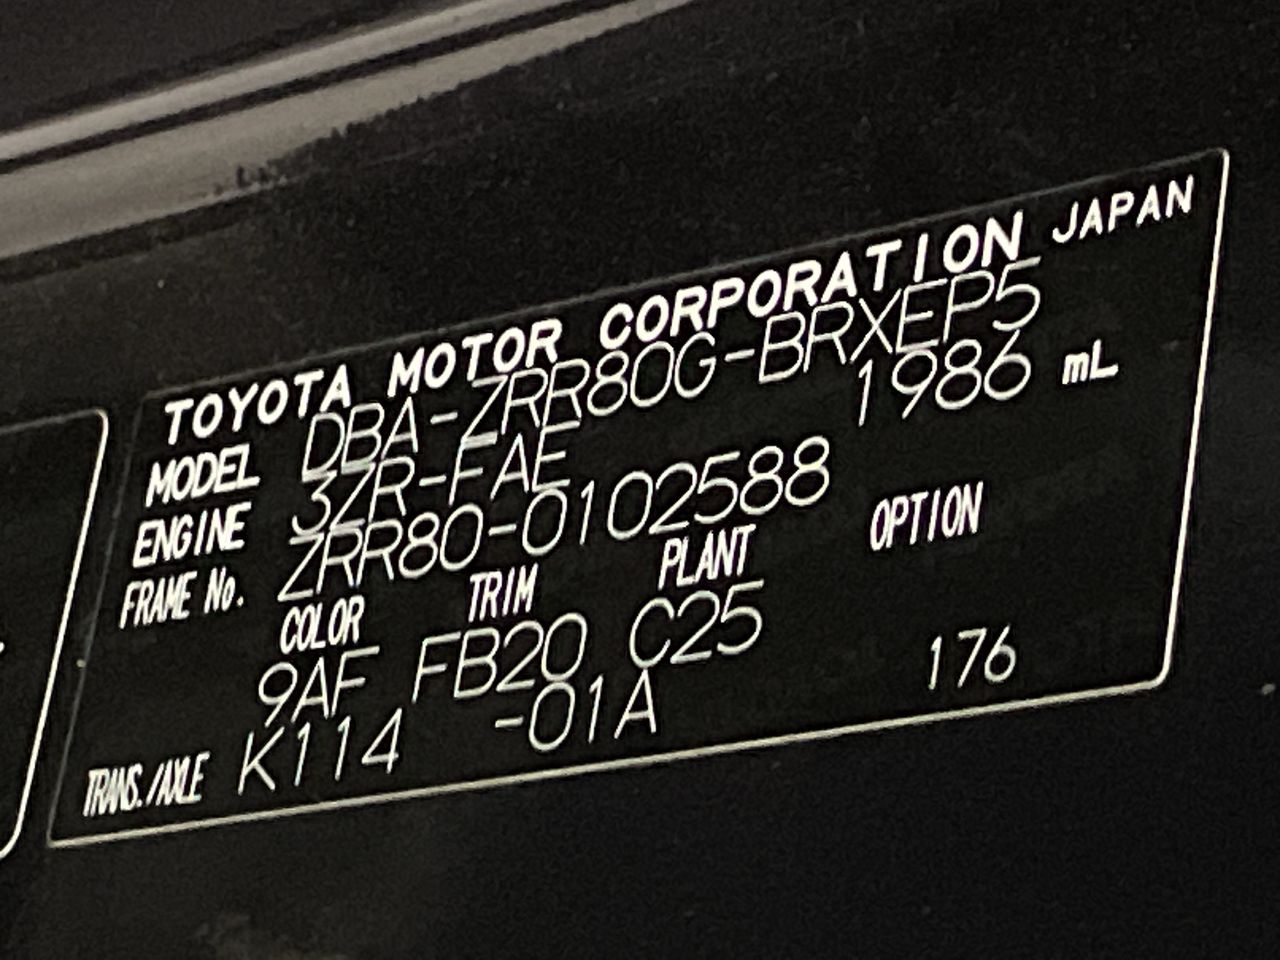 TOYOTA MOTOR CORPORATION JAPAN
MODEL DBA-ZRR80G-BRXEP5
ENGINE 3ZR-FAE 1986 mL
FRAME No. ZRR80-0102588
COLOR TRIM PLANT OPTION
9AF FB20 C25
TRANS./AXLE K114 -01A 176